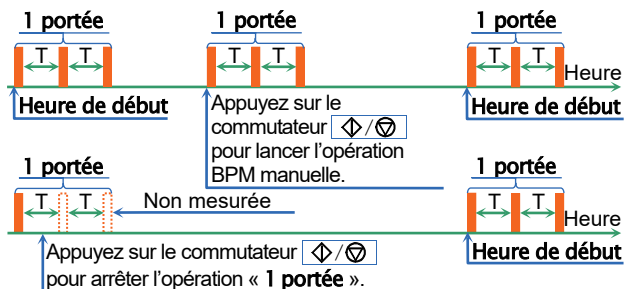 1 portée 1 portée 1 portée
T T T T T T
Heure
Heure de début Appuyez sur le Heure de début
commutateur /
pour lancer l’opération
BPM manuelle.
1 portée 1 portée
T T Non mesurée T T
Heure
Appuyez sur le commutateur / Heure de début
pour arrêter l’opération « 1 portée ».